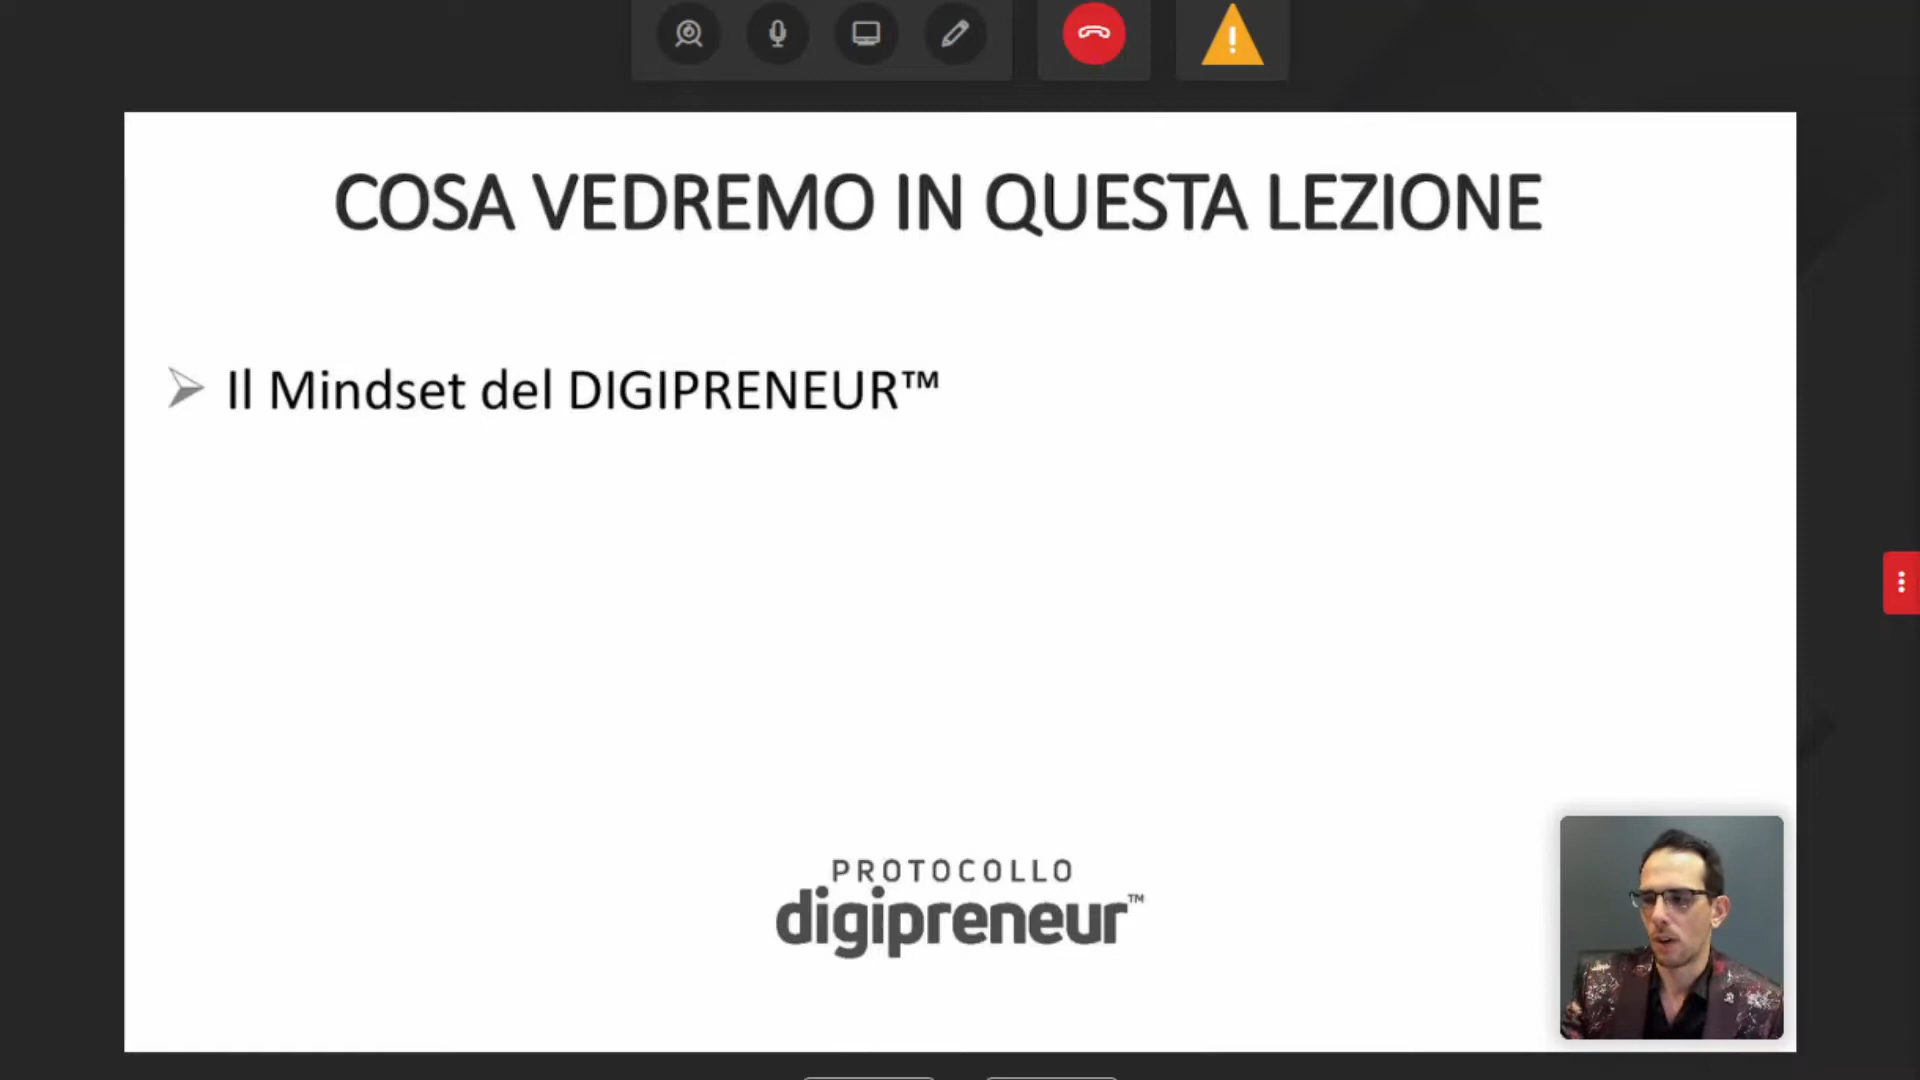 COSA VEDREMO IN QUESTA LEZIONE
Il Mindset del DIGIPRENEUR™
PROTOCOLLO
digipreneur™